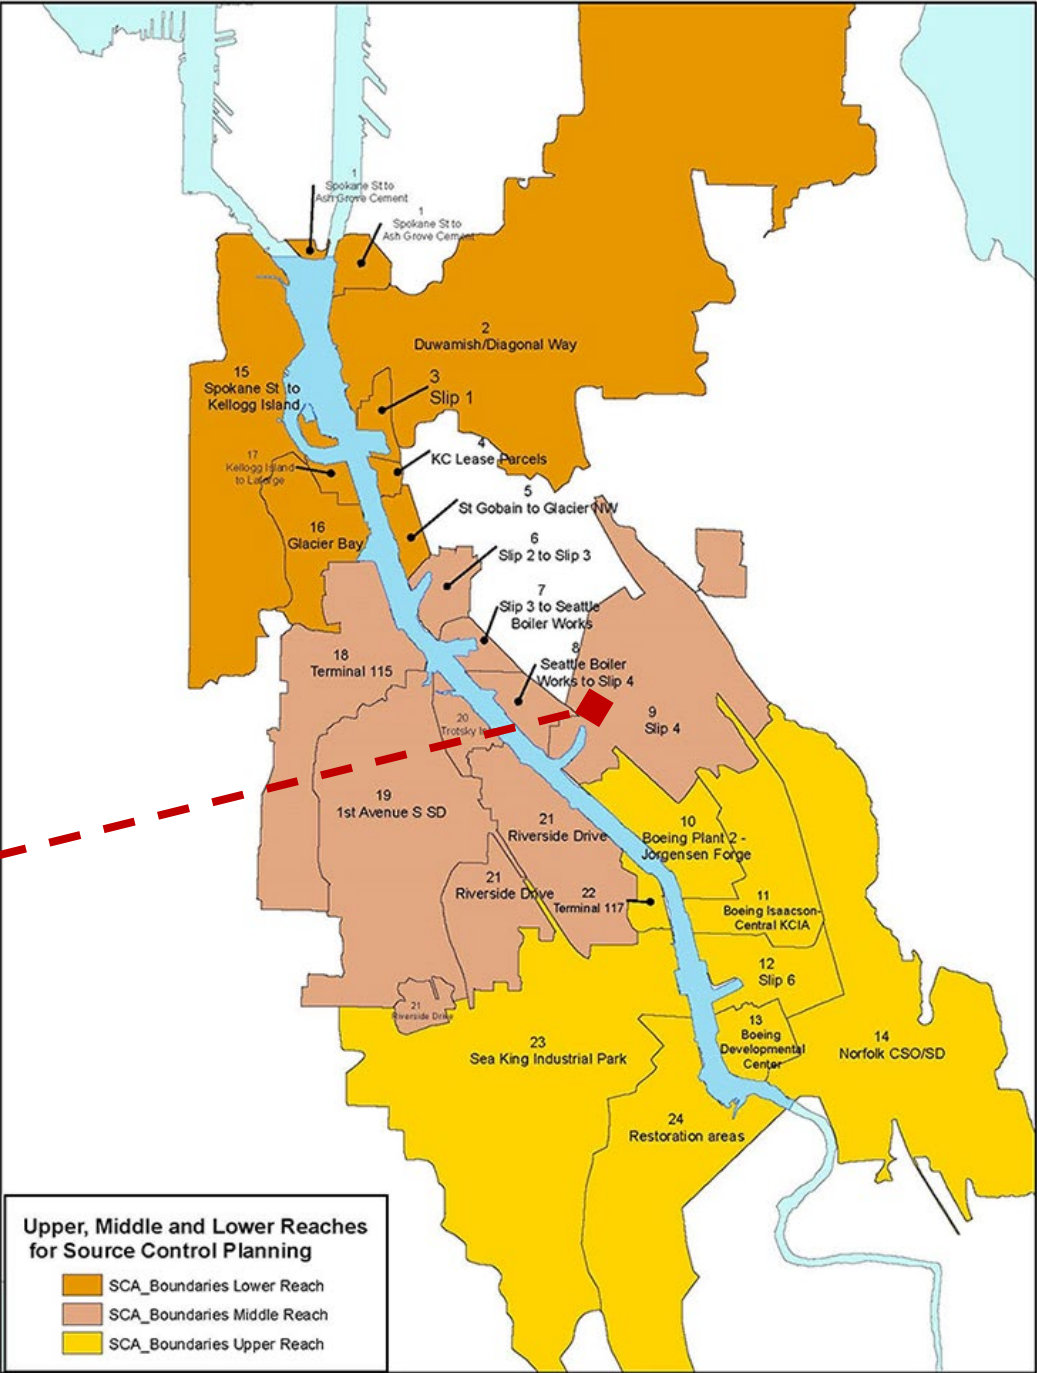 1
Spokane St to
Ash Grove Cement
1
Spokane St to
Ash Grove Cement
2
Duwamish/Diagonal Way
15
Spokane St to
Kellogg Island
3
Slip 1
4
KC Lease Parcels
17
Kellogg Island
to Lafarge
5
St Gobain to Glacier NW
16
Glacier Bay
6
Slip 2 to Slip 3
7
Slip 3 to Seattle
Boiler Works
8
Seattle Boiler
Works to Slip 4
18
Terminal 115
9
Slip 4
20
Trotsky
19
1st Avenue S SD
21
Riverside Drive
10
Boeing Plant 2 -
Jorgensen Forge
21
Riverside Drive
22
Terminal 117
11
Boeing Isaacson-
Central KCIA
12
Slip 6
21
Riverside Drive
13
Boeing
Developmental
Center
23
Sea King Industrial Park
14
Norfolk CSO/SD
24
Restoration areas
Upper, Middle and Lower Reaches
for Source Control Planning
SCA_Boundaries Lower Reach
SCA_Boundaries Middle Reach
SCA_Boundaries Upper Reach